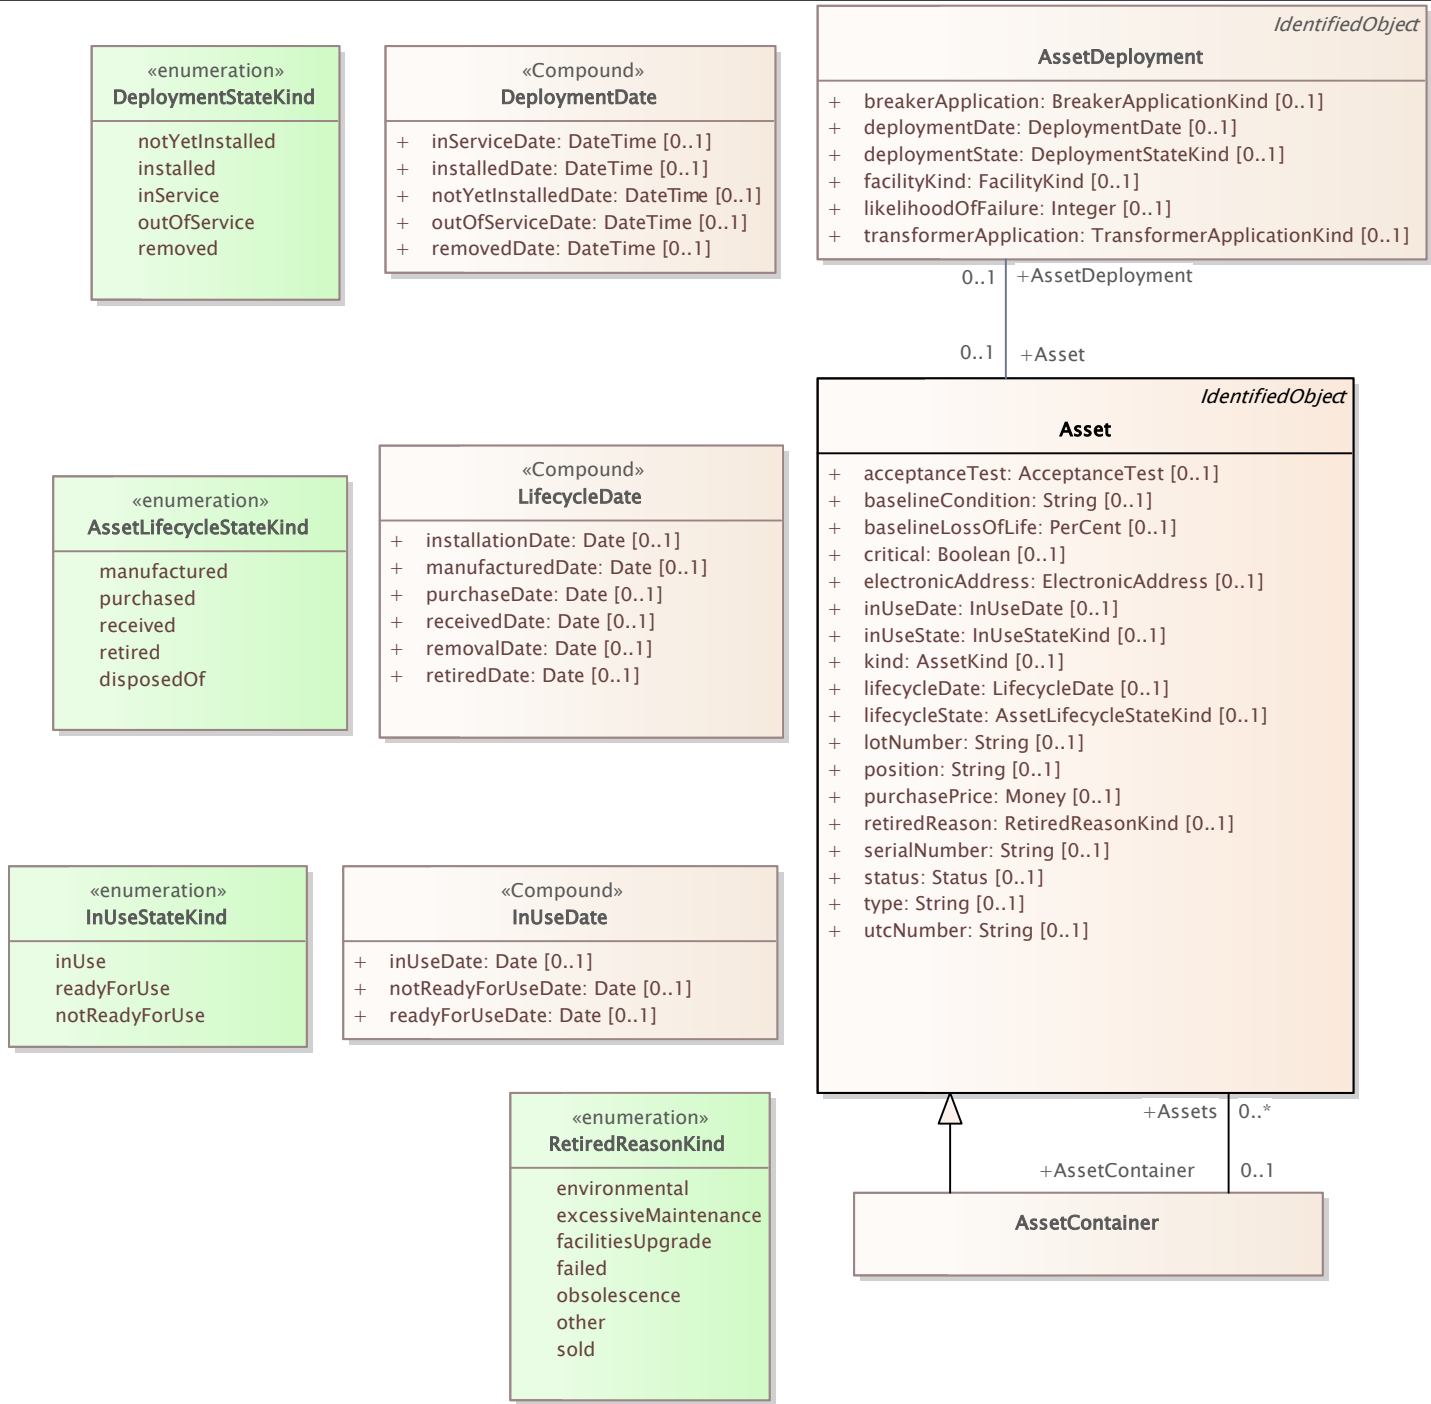 «enumeration»
DeploymentStateKind
notYetInstalled
installed
inService
outOfService
removed
«Compound»
DeploymentDate
+ inServiceDate: DateTime [0..1]
+ installedDate: DateTime [0..1]
+ notYetInstalledDate: DateTime [0..1]
+ outOfServiceDate: DateTime [0..1]
+ removedDate: DateTime [0..1]
IdentifiedObject
AssetDeployment
+ breakerApplication: BreakerApplicationKind [0..1]
+ deploymentDate: DeploymentDate [0..1]
+ deploymentState: DeploymentStateKind [0..1]
+ facilityKind: FacilityKind [0..1]
+ likelihoodOfFailure: Integer [0..1]
+ transformerApplication: TransformerApplicationKind [0..1]
0..1 +AssetDeployment
0..1 +Asset
«enumeration»
AssetLifecycleStateKind
manufactured
purchased
received
retired
disposedOf
«Compound»
LifecycleDate
+ installationDate: Date [0..1]
+ manufacturedDate: Date [0..1]
+ purchaseDate: Date [0..1]
+ receivedDate: Date [0..1]
+ removalDate: Date [0..1]
+ retiredDate: Date [0..1]
IdentifiedObject
Asset
+ acceptanceTest: AcceptanceTest [0..1]
+ baselineCondition: String [0..1]
+ baselineLossOfLife: PerCent [0..1]
+ critical: Boolean [0..1]
+ electronicAddress: ElectronicAddress [0..1]
+ inUseDate: InUseDate [0..1]
+ inUseState: InUseStateKind [0..1]
+ kind: AssetKind [0..1]
+ lifecycleDate: LifecycleDate [0..1]
+ lifecycleState: AssetLifecycleStateKind [0..1]
+ lotNumber: String [0..1]
+ position: String [0..1]
+ purchasePrice: Money [0..1]
+ retiredReason: RetiredReasonKind [0..1]
+ serialNumber: String [0..1]
+ status: Status [0..1]
+ type: String [0..1]
+ utcNumber: String [0..1]
«enumeration»
InUseStateKind
inUse
readyForUse
notReadyForUse
«Compound»
InUseDate
+ inUseDate: Date [0..1]
+ notReadyForUseDate: Date [0..1]
+ readyForUseDate: Date [0..1]
«enumeration»
RetiredReasonKind
environmental
excessiveMaintenance
facilitiesUpgrade
failed
obsolescence
other
sold
+Assets 0..*
+AssetContainer 0..1
AssetContainer